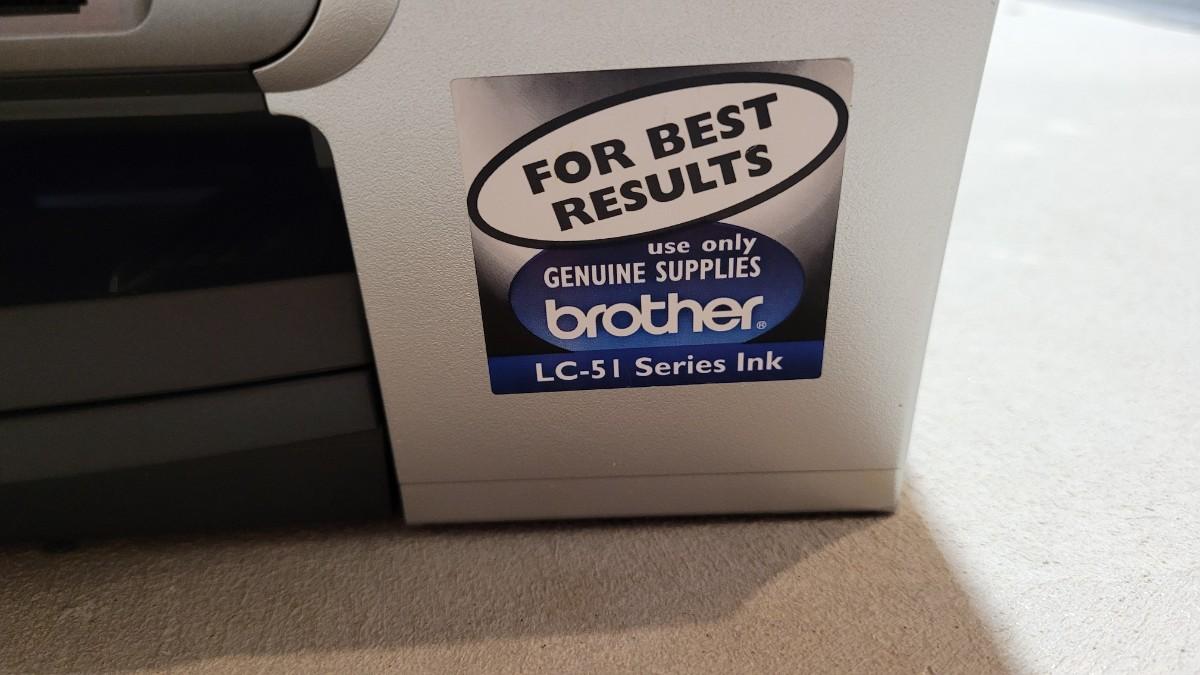 FOR BEST
RESULTS
use only
GENUINE SUPPLIES
brother®
LC-51 Series Ink